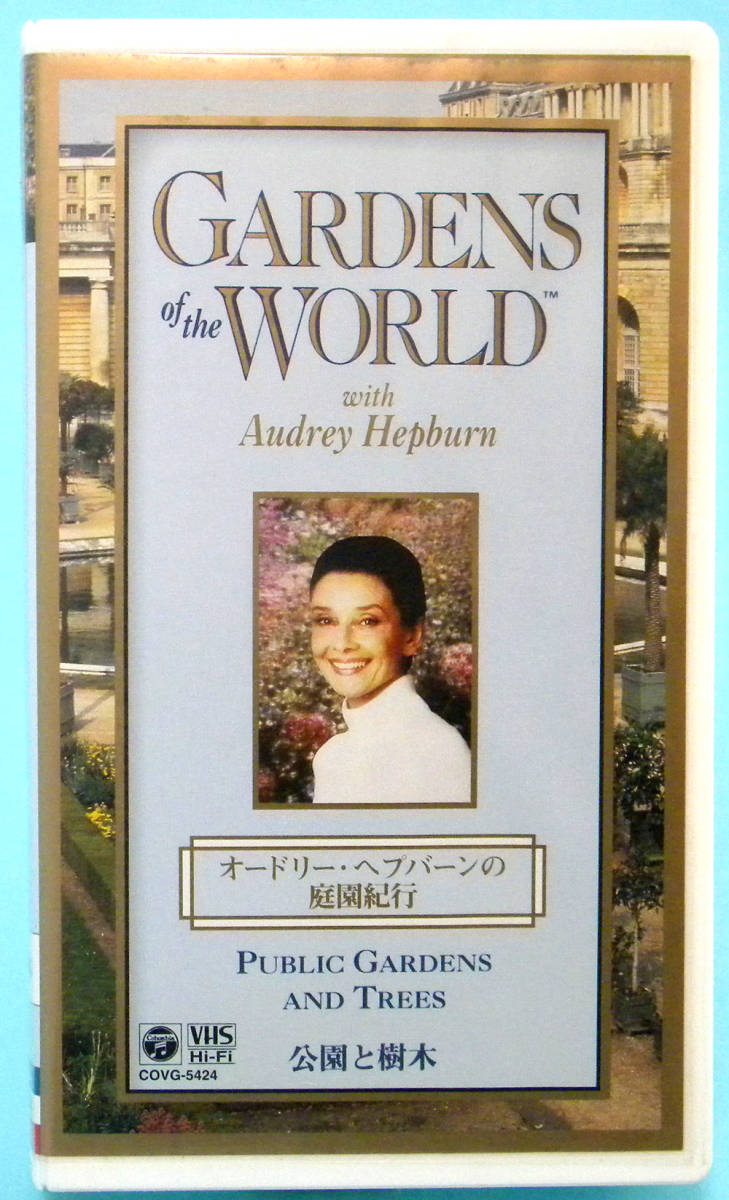 GARDENS
of the WORLD™
with
Audrey Hepburn
オードリー・ヘプバーンの
庭園紀行
PUBLIC GARDENS
AND TREES
公園と樹木
Columbia
VHS
Hi-Fi
COVG-5424